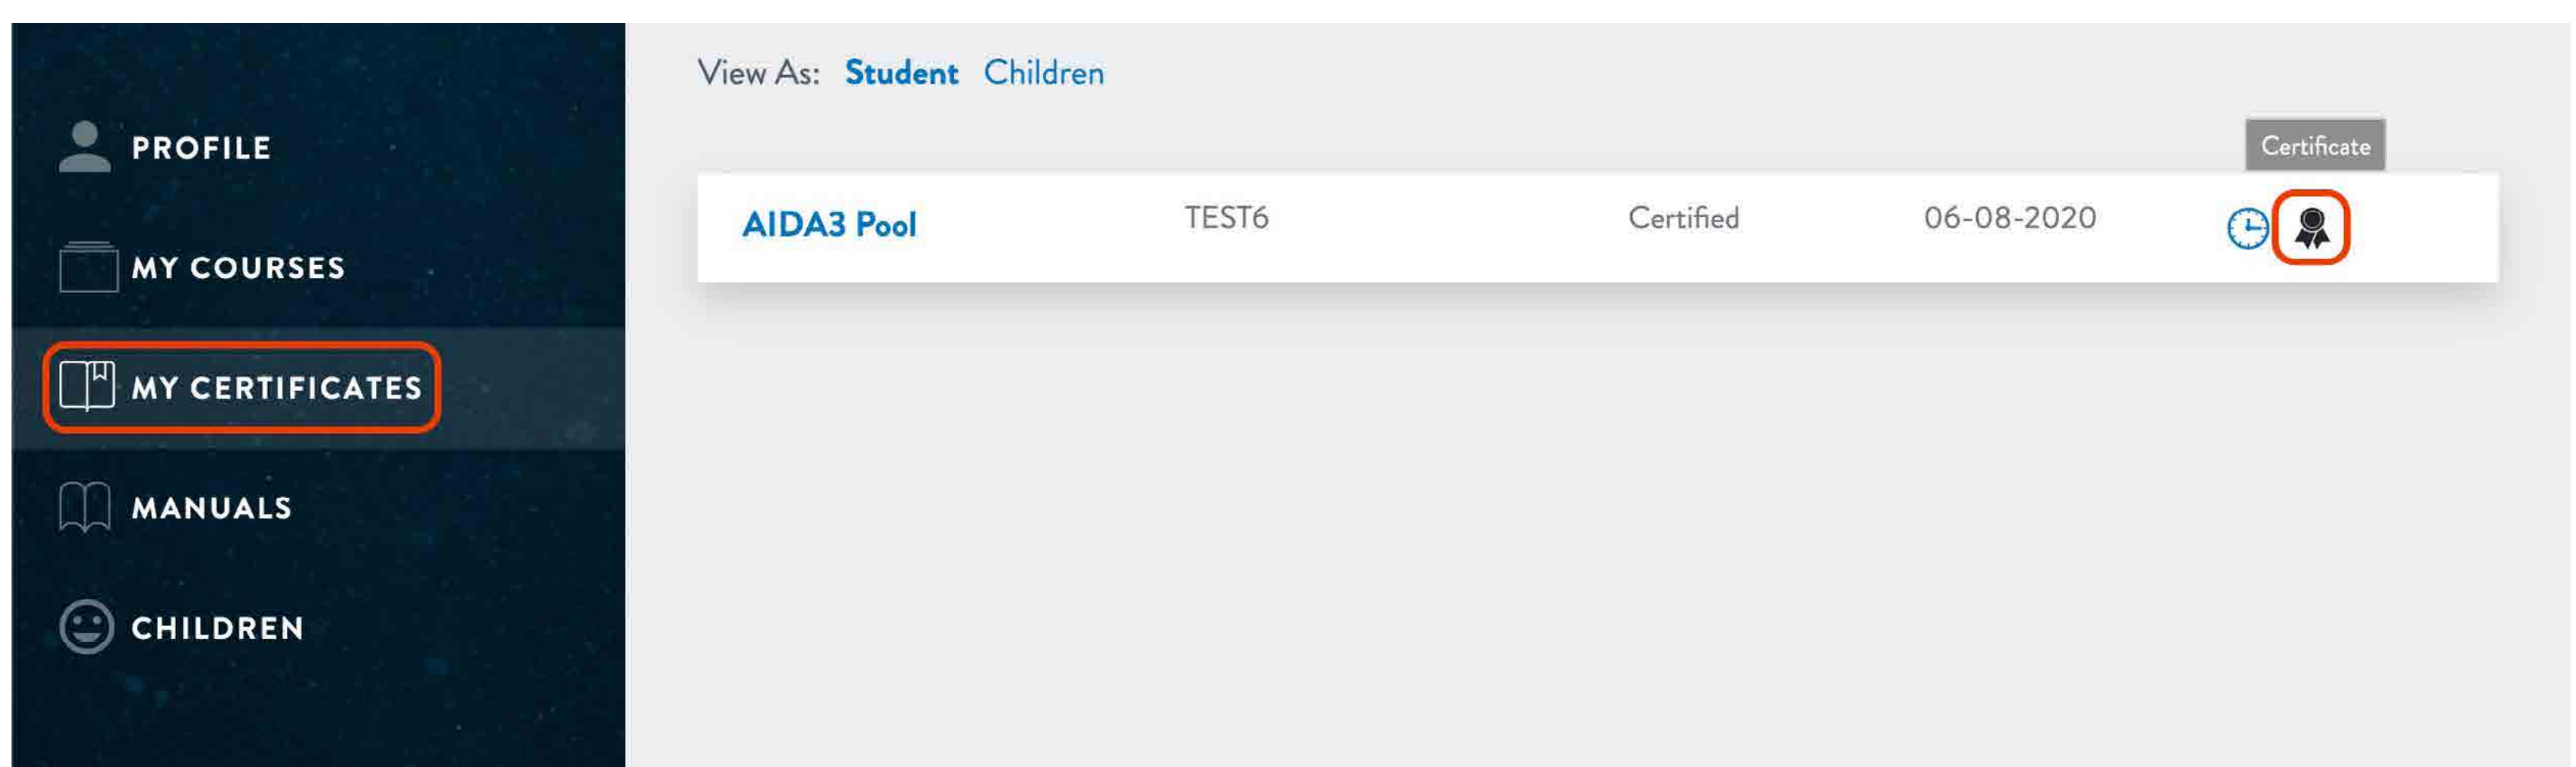 PROFILE
MY COURSES
MY CERTIFICATES
MANUALS
CHILDREN
View As: Student Children
Certificate
AIDA3 Pool TEST6 Certified 06-08-2020